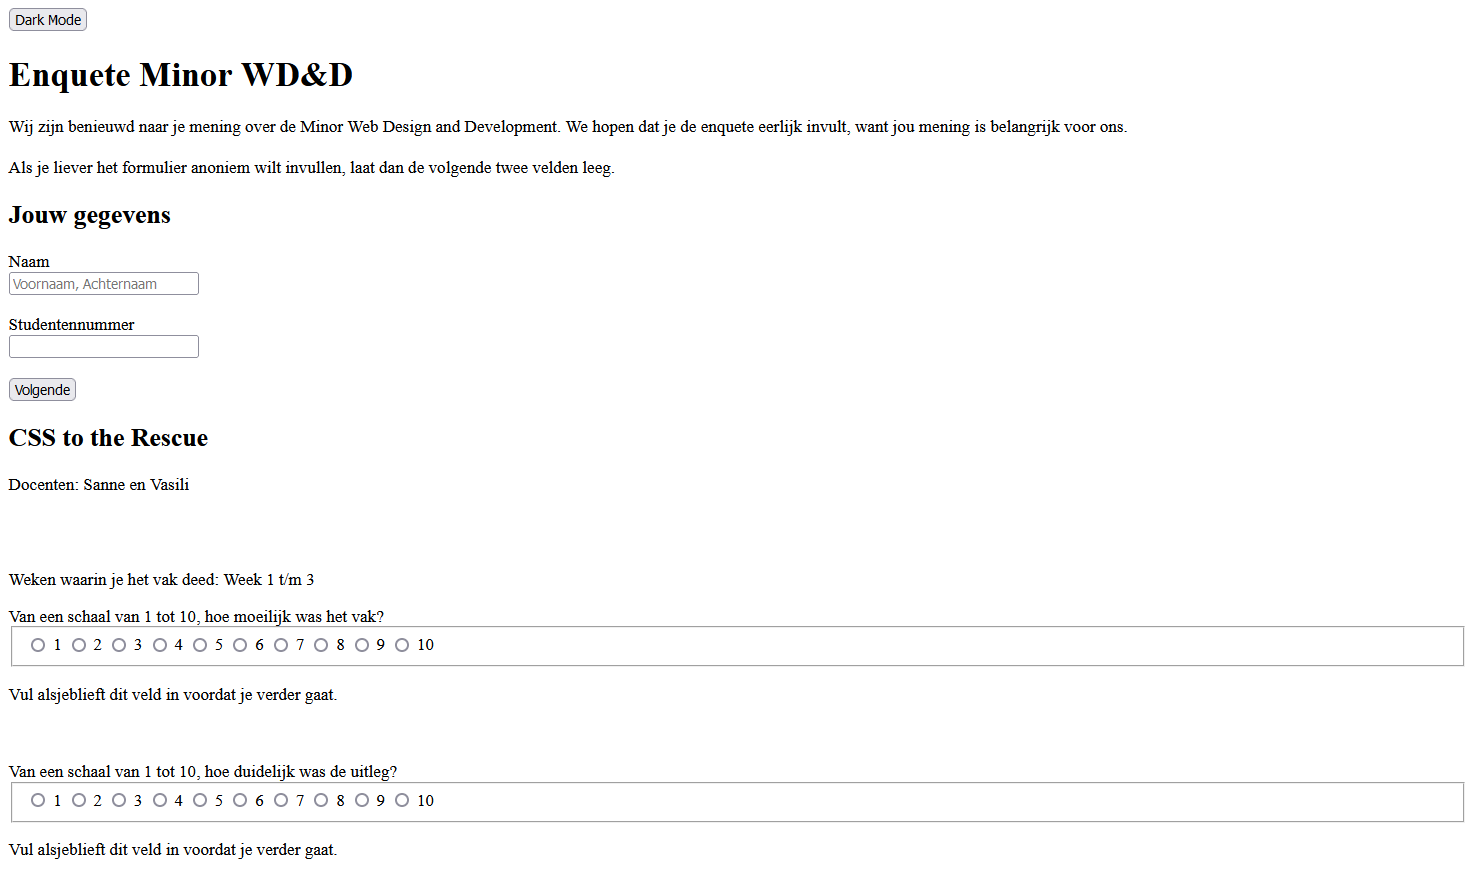 Dark Mode
Enquete Minor WD&D
Wij zijn benieuwd naar je mening over de Minor Web Design and Development. We hopen dat je de enquete eerlijk invult, want jou mening is belangrijk voor ons.
Als je liever het formulier anoniem wilt invullen, laat dan de volgende twee velden leeg.
Jouw gegevens
Naam
Voornaam, Achternaam
Studentennummer
Volgende
CSS to the Rescue
Docenten: Sanne en Vasili
Weken waarin je het vak deed: Week 1 t/m 3
Van een schaal van 1 tot 10, hoe moeilijk was het vak?
1 2 3 4 5 6 7 8 9 10
Vul alsjeblieft dit veld in voordat je verder gaat.
Van een schaal van 1 tot 10, hoe duidelijk was de uitleg?
1 2 3 4 5 6 7 8 9 10
Vul alsjeblieft dit veld in voordat je verder gaat.